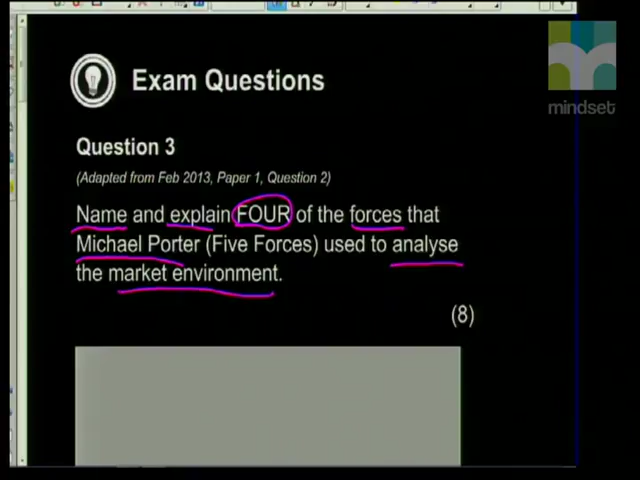 Exam Questions
mindset
Question 3
(Adapted from Feb 2013, Paper 1, Question 2)
Name and explain FOUR of the forces that
Michael Porter (Five Forces) used to analyse
the market environment.
(8)